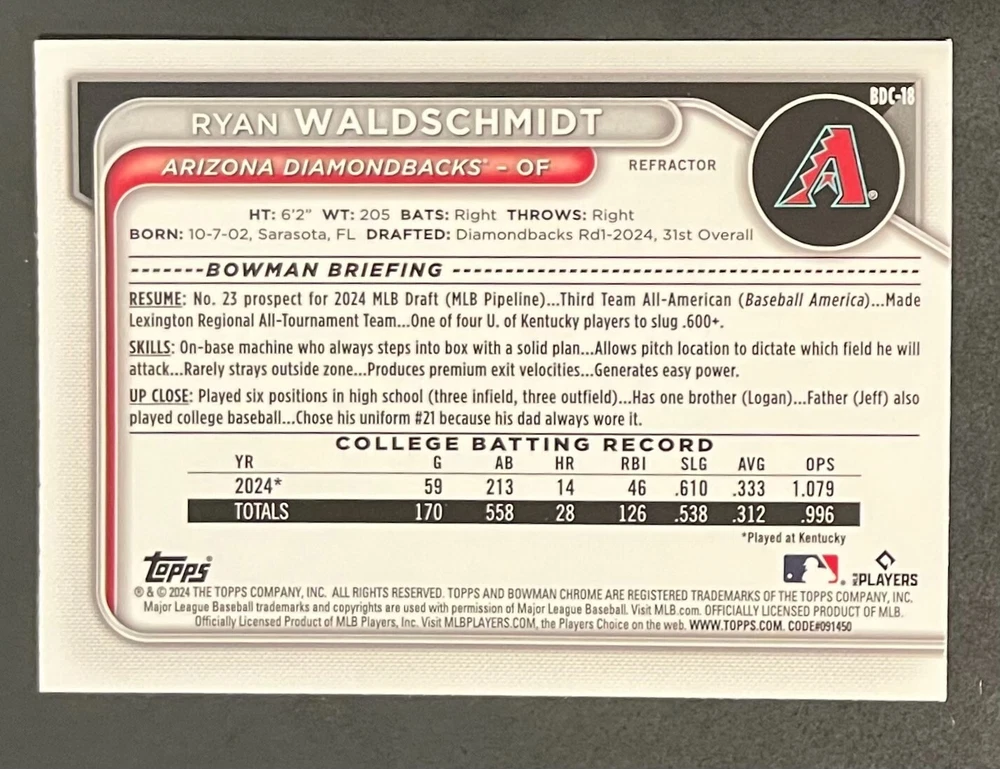 BDC-18
RYAN WALDSCHMIDT
ARIZONA DIAMONDBACKS® - OF
REFRACTOR
A®
HT: 6'2" WT: 205 BATS: Right THROWS: Right
BORN: 10-7-02, Sarasota, FL DRAFTED: Diamondbacks Rd1-2024, 31st Overall
-------BOWMAN BRIEFING -------
RESUME: No. 23 prospect for 2024 MLB Draft (MLB Pipeline)...Third Team All-American (Baseball America)...Made
Lexington Regional All-Tournament Team...One of four U. of Kentucky players to slug .600+.
SKILLS: On-base machine who always steps into box with a solid plan...Allows pitch location to dictate which field he will
attack...Rarely strays outside zone...Produces premium exit velocities...Generates easy power.
UP CLOSE: Played six positions in high school (three infield, three outfield)...Has one brother (Logan)...Father (Jeff) also
played college baseball...Chose his uniform #21 because his dad always wore it.
COLLEGE BATTING RECORD
YR G AB HR RBI SLG AVG OPS
2024* 59 213 14 46 .610 .333 1.079
TOTALS 170 558 28 126 .538 .312 .996
*Played at Kentucky
Topps®
MLB PLAYERS
® & © 2024 THE TOPPS COMPANY, INC. ALL RIGHTS RESERVED. TOPPS AND BOWMAN CHROME ARE REGISTERED TRADEMARKS OF THE TOPPS COMPANY, INC.
Major League Baseball trademarks and copyrights are used with permission of Major League Baseball. Visit MLB.com. OFFICIALLY LICENSED PRODUCT OF MLB.
Officially Licensed Product of MLB Players, Inc. Visit MLBPLAYERS.COM, the Players Choice on the web. WWW.TOPPS.COM. CODE#091450